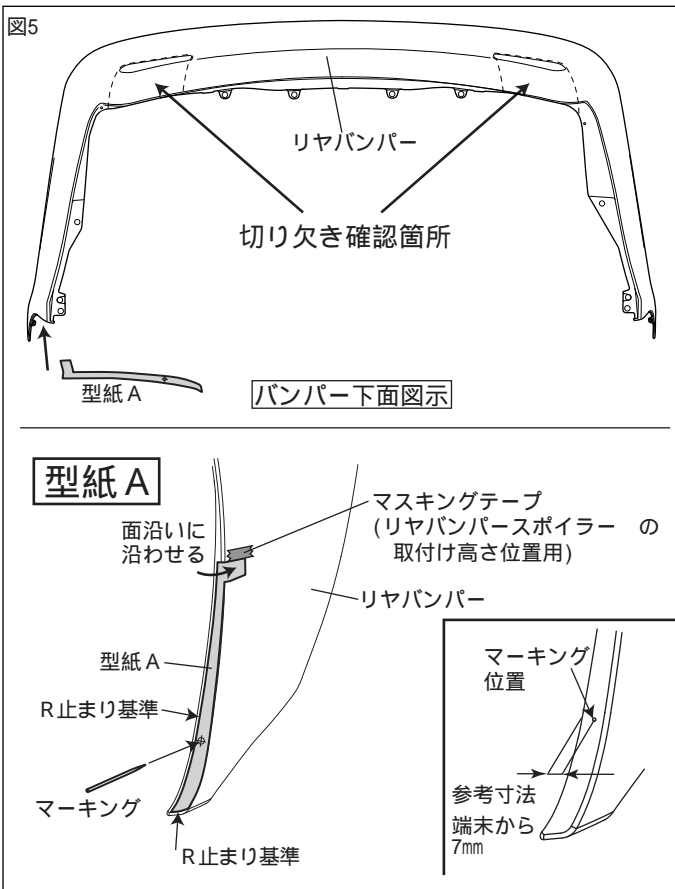 図5
リヤバンパー
切り欠き確認箇所
型紙 A
バンパー下面図示
型紙 A
面沿いに
沿わせる
マスキングテープ
(リヤバンパースポイラー の
取付け高さ位置用)
リヤバンパー
型紙 A
R止まり基準
マーキング
R止まり基準
マーキング
位置
参考寸法
端末から
7㎜